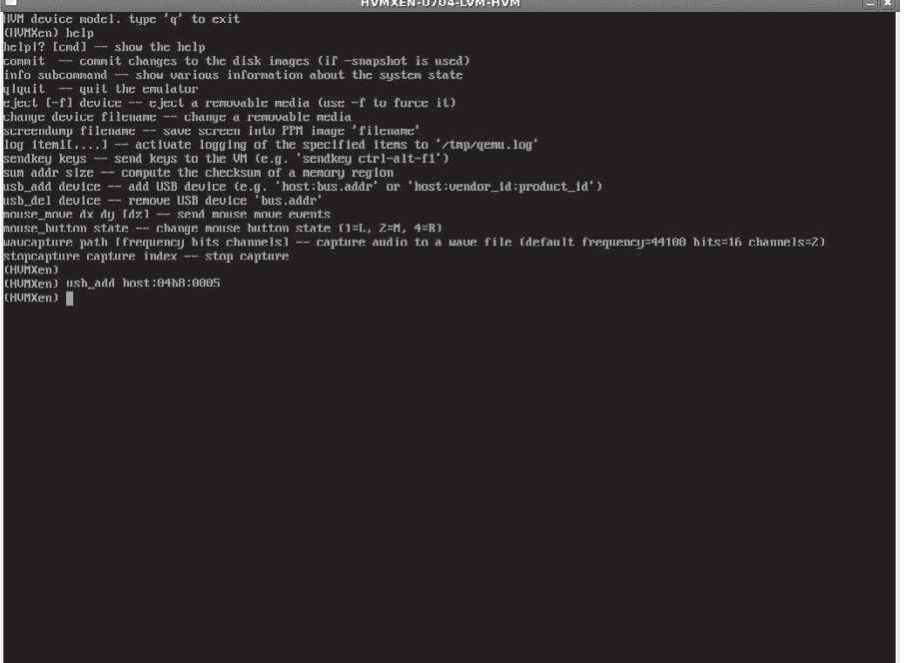 HVMXEN-U704-LVM-HVM
HVM device model. type 'q' to exit
(HVMXen) help
help|? [cmd] -- show the help
commit  -- commit changes to the disk images (if -snapshot is used)
info subcommand -- show various information about the system state
q|quit  -- quit the emulator
eject [-f] device -- eject a removable media (use -f to force it)
change device filename -- change a removable media
screendump filename -- save screen into PPM image 'filename'
log item1[....] -- activate logging of the specified items to '/tmp/qemu.log'
sendkey keys -- send keys to the VM (e.g. 'sendkey ctrl-alt-f1')
sum addr size -- compute the checksum of a memory region
usb_add device -- add USB device (e.g. 'host:bus.addr' or 'host:vendor_id:product_id')
usb_del device -- remove USB device 'bus.addr'
mouse_move dx dy [dz] -- send mouse move events
mouse_button state -- change mouse button state (1=L, 2=M, 4=R)
wavcapture path [frequency bits channels] -- capture audio to a wave file (default frequency=44100 bits=16 channels=2)
stopcapture capture index -- stop capture
(HVMXen)
(HVMXen) usb_add host:04b8:0005
(HVMXen)